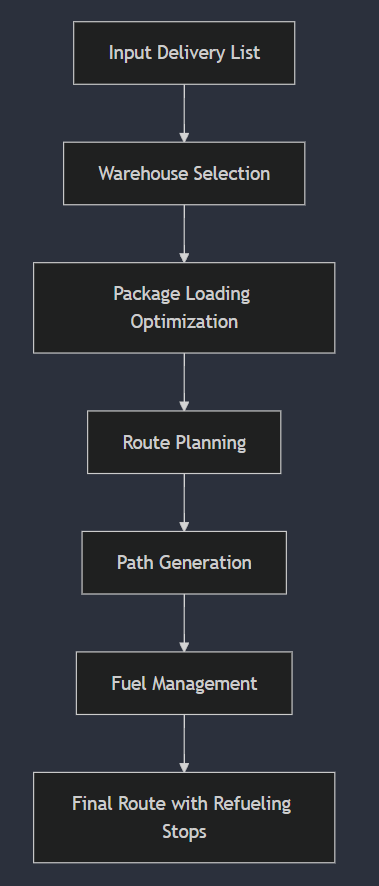 Input Delivery List
Warehouse Selection
Package Loading
Optimization
Route Planning
Path Generation
Fuel Management
Final Route with Refueling
Stops